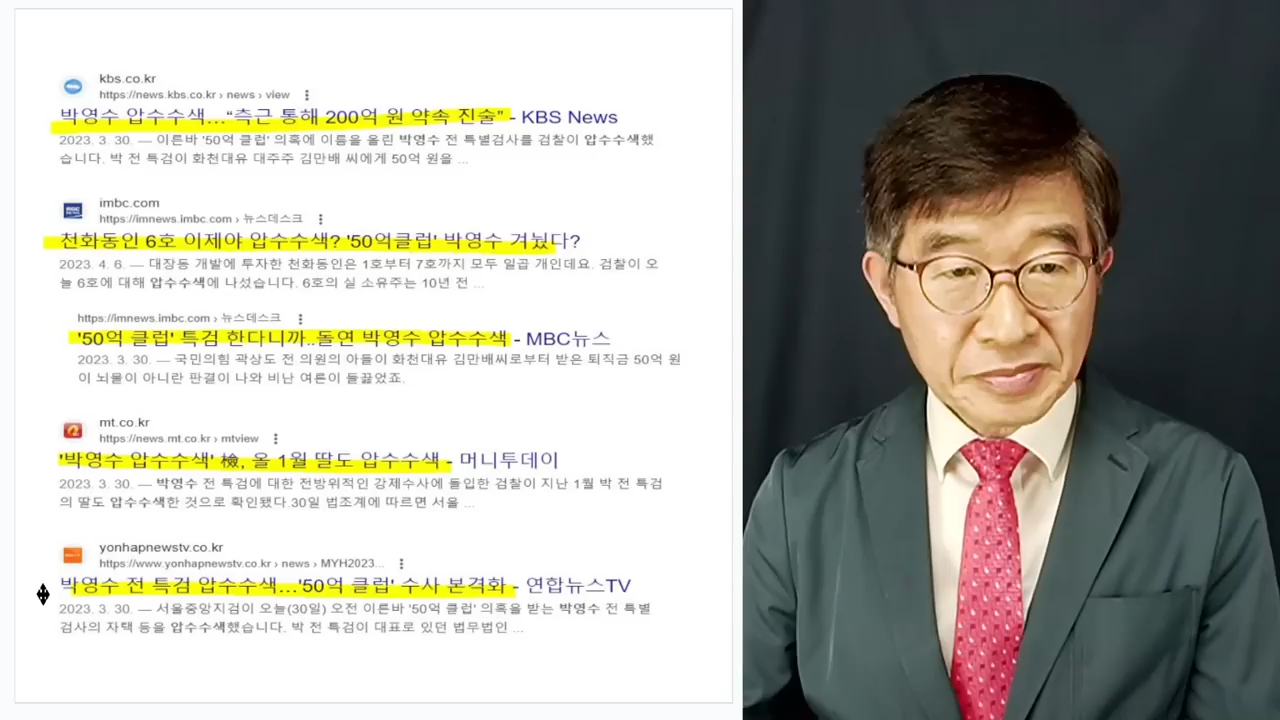 kbs.co.kr
https://news.kbs.co.kr › news › view
박영수 압수수색…“측근 통해 200억 원 약속 진술” - KBS News
2023. 3. 30. — 이른바 '50억 클럽' 의혹에 이름을 올린 박영수 전 특별검사를 검찰이 압수수색했
습니다. 박 전 특검이 화천대유 대주주 김만배 씨에게 50억 원을 ...
imbc.com
https://imnews.imbc.com › 뉴스데스크
천화동인 6호 이제야 압수수색? '50억클럽' 박영수 겨눴다?
2023. 4. 6. — 대장동 개발에 투자한 천화동인은 1호부터 7호까지 모두 일곱 개인데요. 검찰이 오
늘 6호에 대해 압수수색에 나섰습니다. 6호의 실 소유주는 10년 전 ...
https://imnews.imbc.com › 뉴스데스크
'50억 클럽' 특검 한다니까..돌연 박영수 압수수색 - MBC뉴스
2023. 3. 30. — 국민의힘 곽상도 전 의원의 아들이 화천대유 김만배씨로부터 받은 퇴직금 50억 원
이 뇌물이 아니란 판결이 나와 비난 여론이 들끓었죠.
mt.co.kr
https://news.mt.co.kr › mtview
'박영수 압수수색' 檢, 올 1월 딸도 압수수색 - 머니투데이
2023. 3. 30. — 박영수 전 특검에 대한 전방위적인 강제수사에 돌입한 검찰이 지난 1월 박 전 특검
의 딸도 압수수색한 것으로 확인됐다.30일 법조계에 따르면 서울 ...
yonhapnewstv.co.kr
https://www.yonhapnewstv.co.kr › news › MYH2023...
박영수 전 특검 압수수색…'50억 클럽' 수사 본격화 - 연합뉴스TV
2023. 3. 30. — 서울중앙지검이 오늘(30일) 오전 이른바 '50억 클럽' 의혹을 받는 박영수 전 특별
검사의 자택 등을 압수수색했습니다. 박 전 특검이 대표로 있던 법무법인 ...